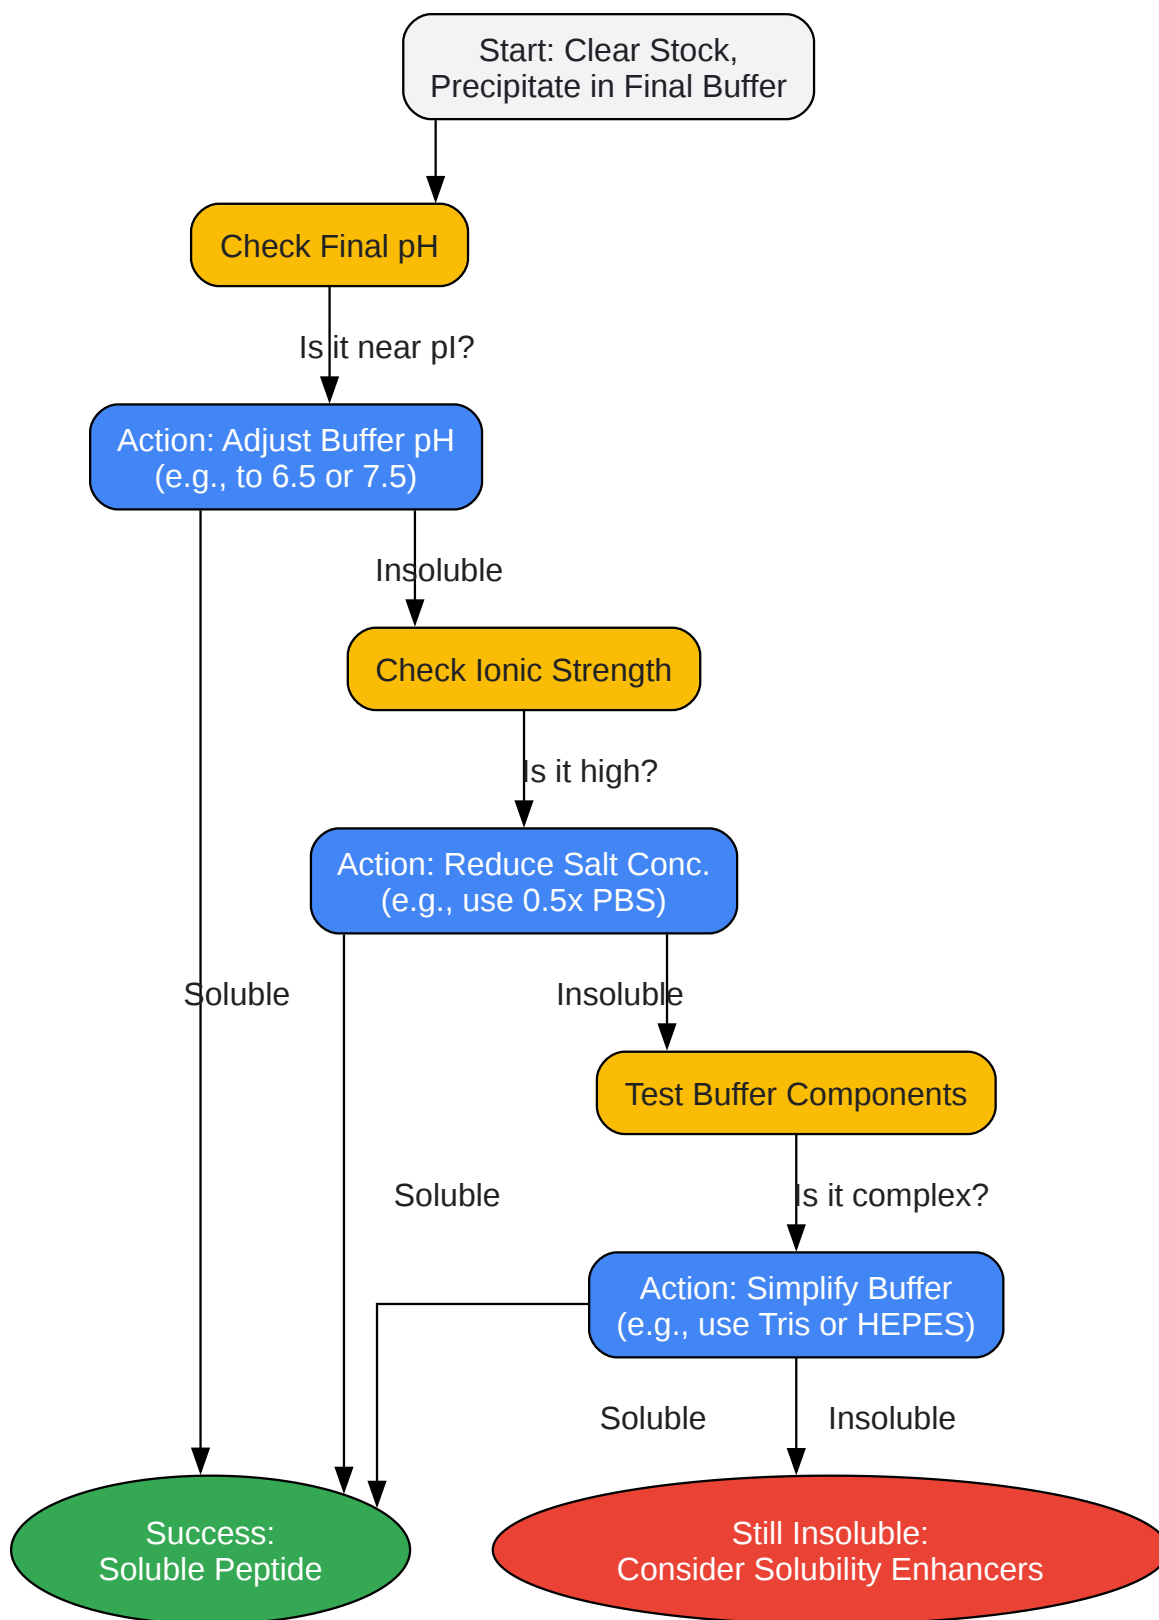 Start: Clear Stock,
Precipitate in Final Buffer
Check Final pH
Is it near pI?
Action: Adjust Buffer pH
(e.g., to 6.5 or 7.5)
Insoluble
Check Ionic Strength
Is it high?
Action: Reduce Salt Conc.
(e.g., use 0.5x PBS)
Soluble
Insoluble
Test Buffer Components
Soluble
Is it complex?
Action: Simplify Buffer
(e.g., use Tris or HEPES)
Soluble
Insoluble
Success:
Soluble Peptide
Still Insoluble:
Consider Solubility Enhancers